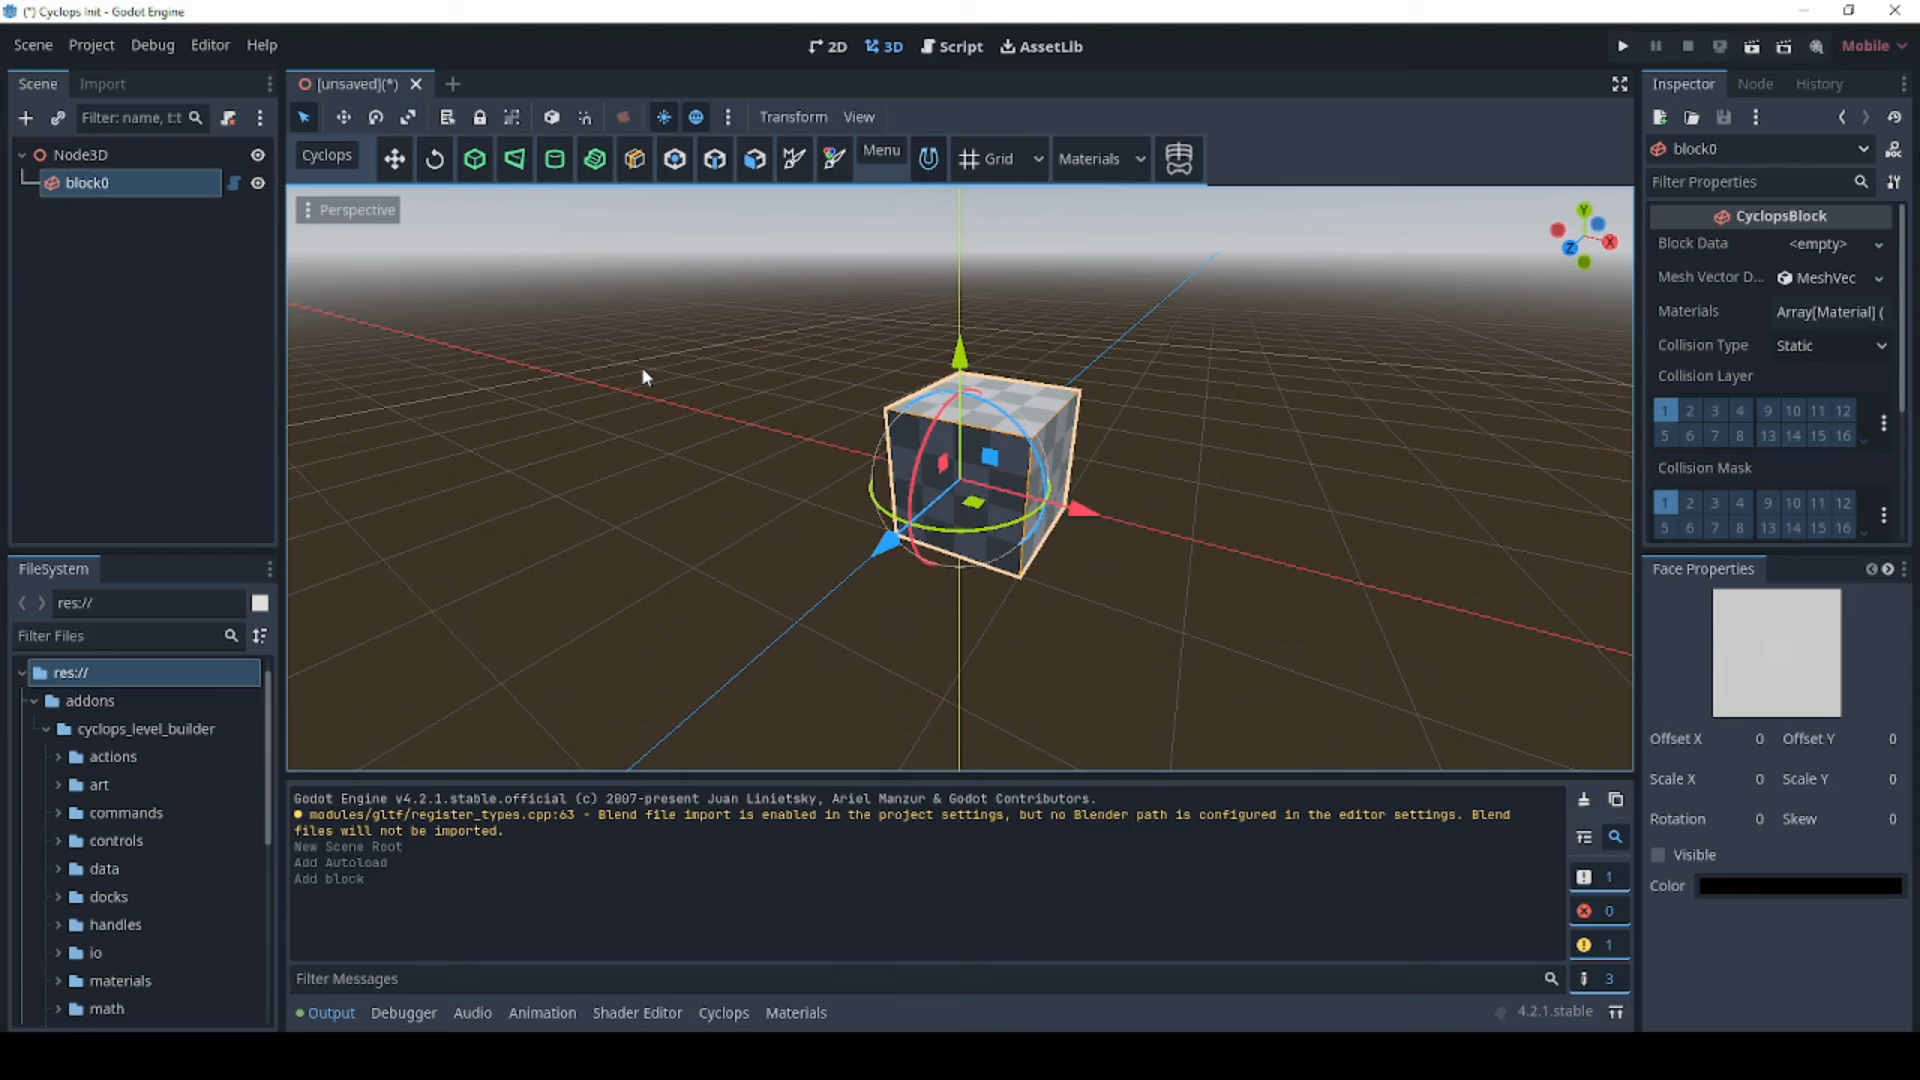 (*) Cyclops Init - Godot Engine
Scene Project Debug Editor Help
2D 3D Script AssetLib
Mobile
Scene Import
[unsaved](*)
Inspector Node History
Filter: name, t:t
Transform View
Cyclops
Menu
Grid
Materials
Node3D
block0
block0
Filter Properties
Perspective
Y
X
Z
CyclopsBlock
Block Data <empty>
Mesh Vector D... MeshVec
Materials Array[Material] (
Collision Type Static
Collision Layer
1 2 3 4 9 10 11 12
5 6 7 8 13 14 15 16
Collision Mask
1 2 3 4 9 10 11 12
5 6 7 8 13 14 15 16
FileSystem
res://
Filter Files
res://
addons
cyclops_level_builder
actions
art
commands
controls
data
docks
handles
io
materials
math
Godot Engine v4.2.1.stable.official (c) 2007-present Juan Linietsky, Ariel Manzur & Godot Contributors.
modules/gltf/register_types.cpp:63 - Blend file import is enabled in the project settings, but no Blender path is configured in the editor settings. Blend
files will not be imported.
New Scene Root
Add Autoload
Add block
1
0
1
3
Filter Messages
Output Debugger Audio Animation Shader Editor Cyclops Materials
4.2.1.stable
Face Properties
Offset X 0 Offset Y 0
Scale X 0 Scale Y 0
Rotation 0 Skew 0
Visible
Color